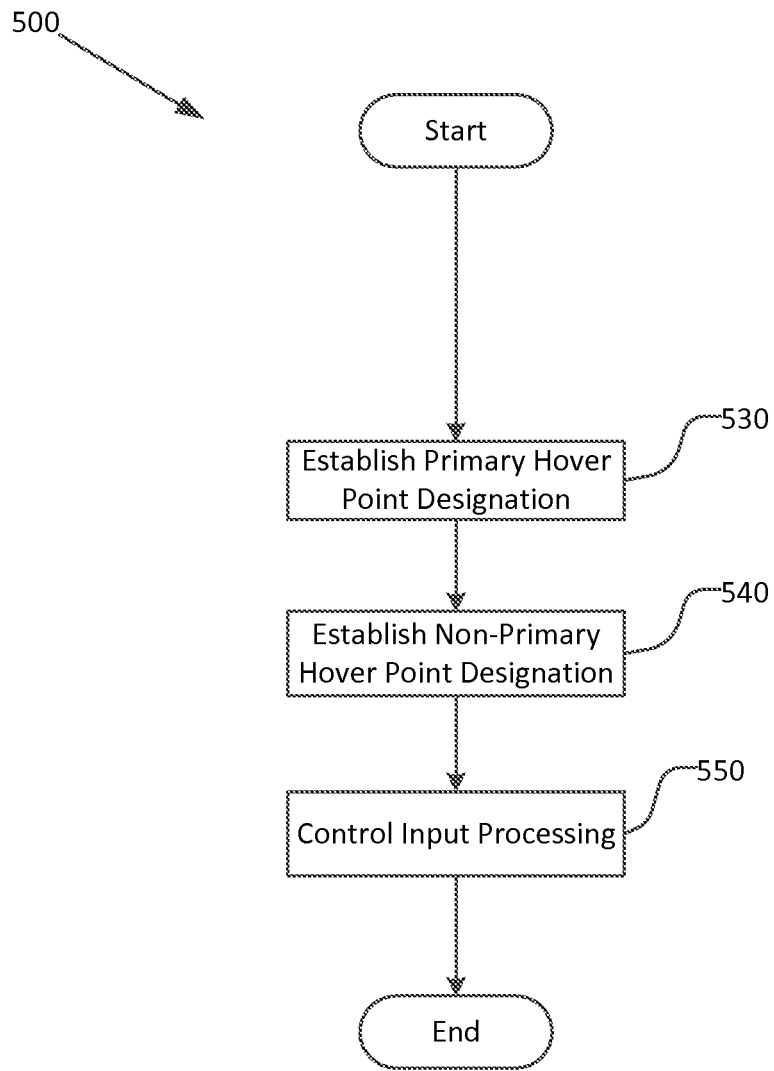 500
Start
530
Establish Primary Hover
Point Designation
540
Establish Non-Primary
Hover Point Designation
550
Control Input Processing
End